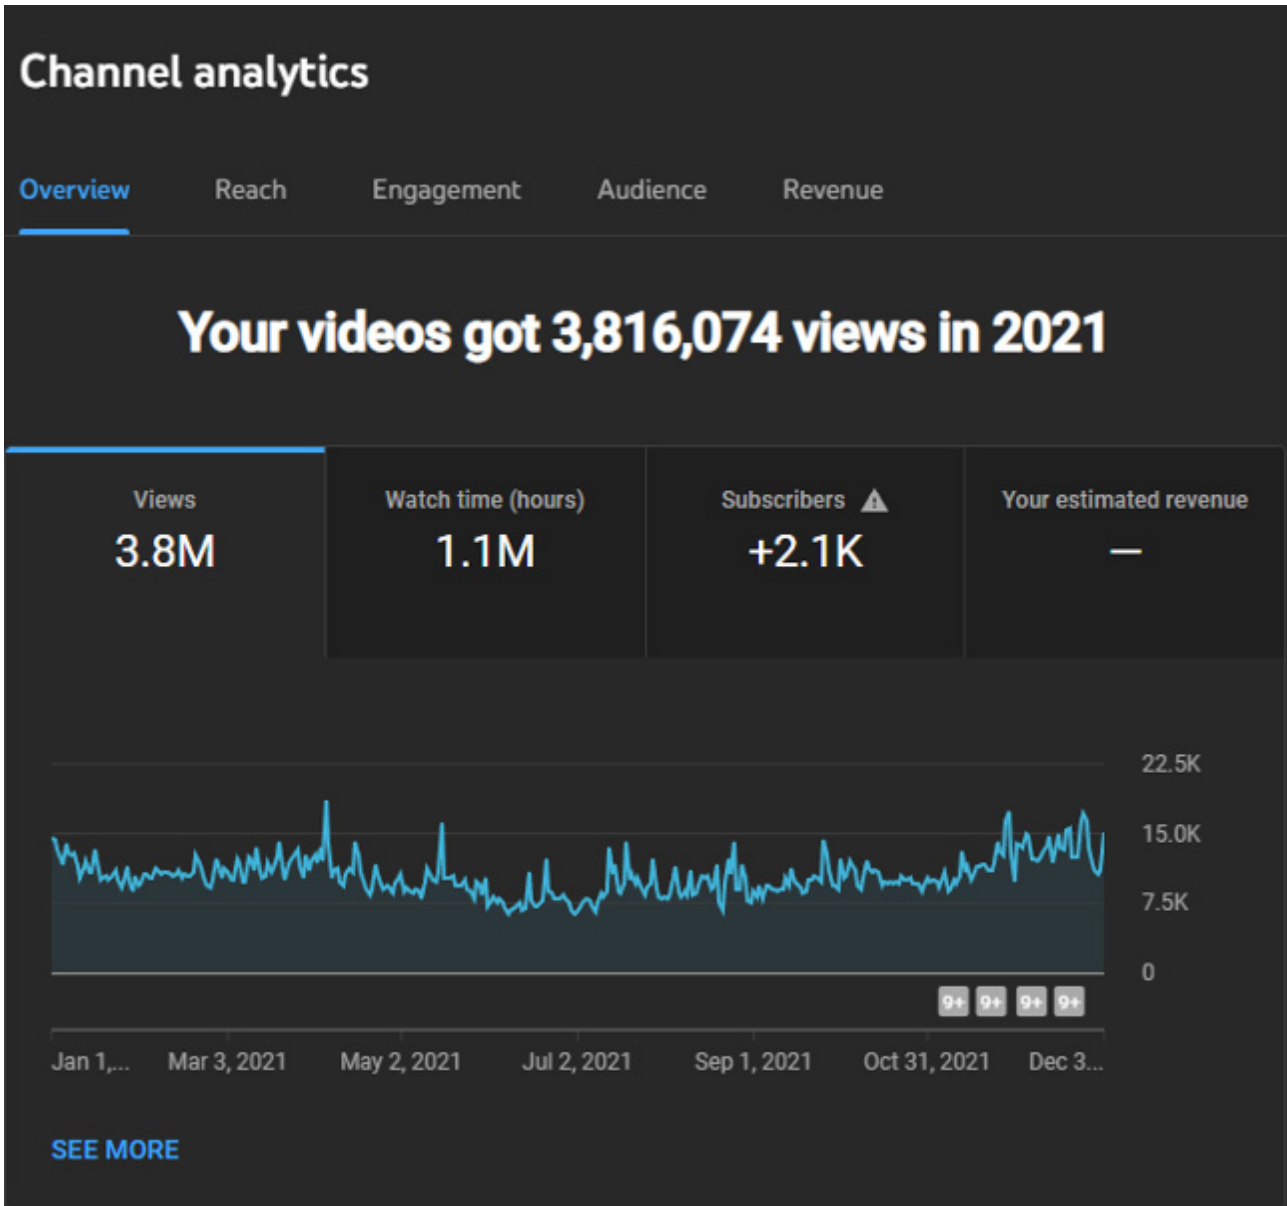 Channel analytics
Overview Reach Engagement Audience Revenue
Your videos got 3,816,074 views in 2021
Views Watch time (hours) Subscribers Your estimated revenue
3.8M 1.1M +2.1K —
22.5K
15.0K
7.5K
0
9+ 9+ 9+ 9+
Jan 1,... Mar 3, 2021 May 2, 2021 Jul 2, 2021 Sep 1, 2021 Oct 31, 2021 Dec 3...
SEE MORE